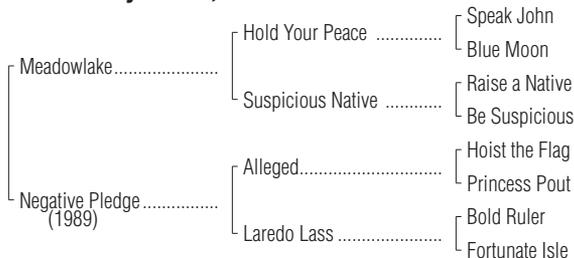 Speak John
Hold Your Peace ..............
Blue Moon
Meadowlake......................
Raise a Native
Suspicious Native ............
Be Suspicious
Hoist the Flag
Alleged.............................
Princess Pout
Negative Pledge................
(1989)
Bold Ruler
Laredo Lass .....................
Fortunate Isle